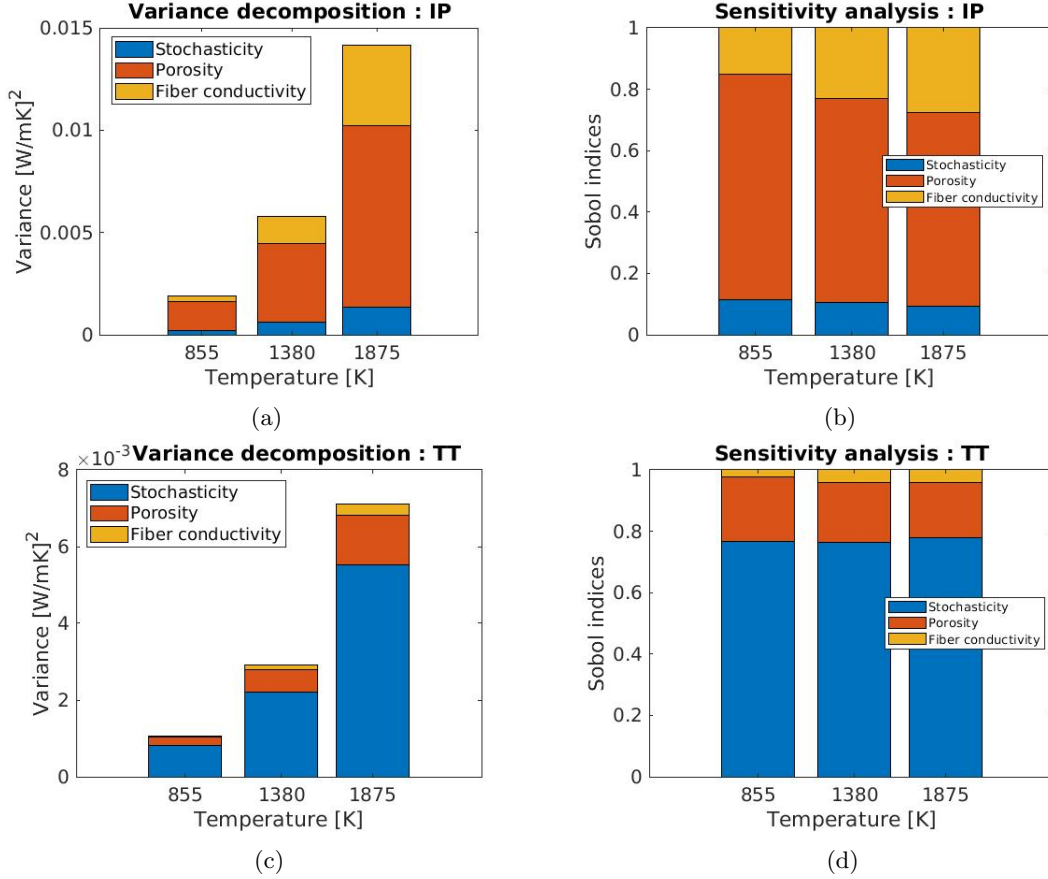 Variance decomposition : IP
0.015
0.01
0.005
0
Variance [W/mK]²
Stochasticity
Porosity
Fiber conductivity
855 1380 1875
Temperature [K]
(a)
Sensitivity analysis : IP
1
0.8
0.6
0.4
0.2
0
Sobol indices
Stochasticity
Porosity
Fiber conductivity
855 1380 1875
Temperature [K]
(b)
×10⁻³ Variance decomposition : TT
8
6
4
2
0
Variance [W/mK]²
Stochasticity
Porosity
Fiber conductivity
855 1380 1875
Temperature [K]
(c)
Sensitivity analysis : TT
1
0.8
0.6
0.4
0.2
0
Sobol indices
Stochasticity
Porosity
Fiber conductivity
855 1380 1875
Temperature [K]
(d)